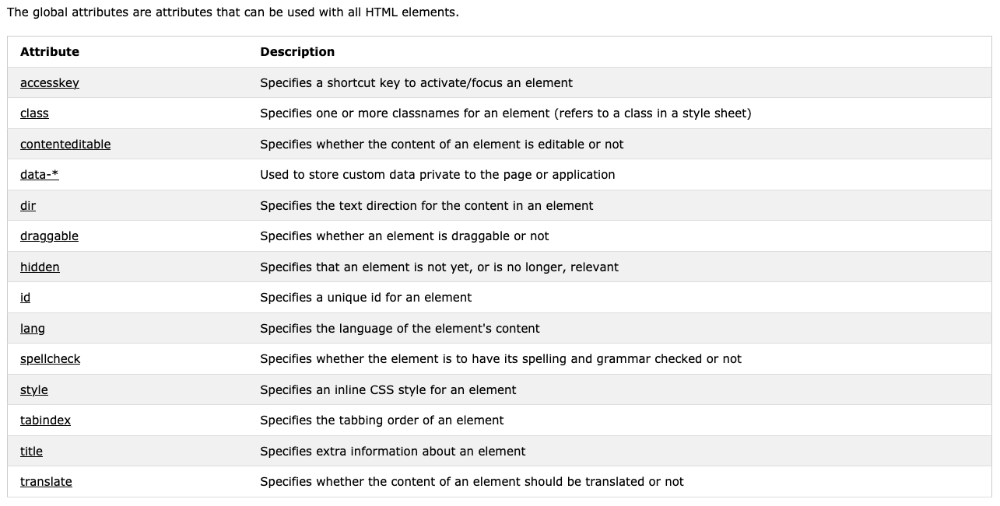 The global attributes are attributes that can be used with all HTML elements.
Attribute Description
accesskey Specifies a shortcut key to activate/focus an element
class Specifies one or more classnames for an element (refers to a class in a style sheet)
contenteditable Specifies whether the content of an element is editable or not
data-* Used to store custom data private to the page or application
dir Specifies the text direction for the content in an element
draggable Specifies whether an element is draggable or not
hidden Specifies that an element is not yet, or is no longer, relevant
id Specifies a unique id for an element
lang Specifies the language of the element's content
spellcheck Specifies whether the element is to have its spelling and grammar checked or not
style Specifies an inline CSS style for an element
tabindex Specifies the tabbing order of an element
title Specifies extra information about an element
translate Specifies whether the content of an element should be translated or not